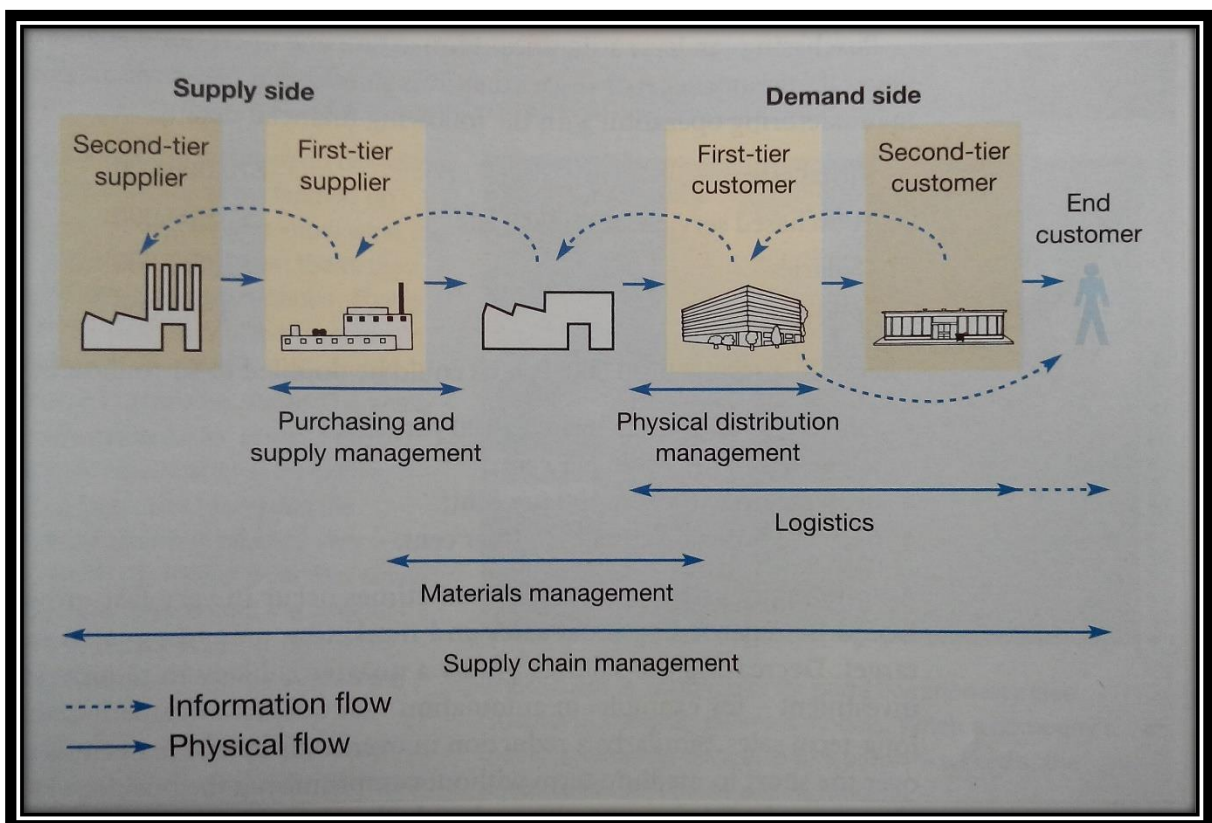 Supply side
Demand side
Second-tier
supplier
First-tier
supplier
First-tier
customer
Second-tier
customer
End
customer
Purchasing and
supply management
Physical distribution
management
Logistics
Materials management
Supply chain management
Information flow
Physical flow